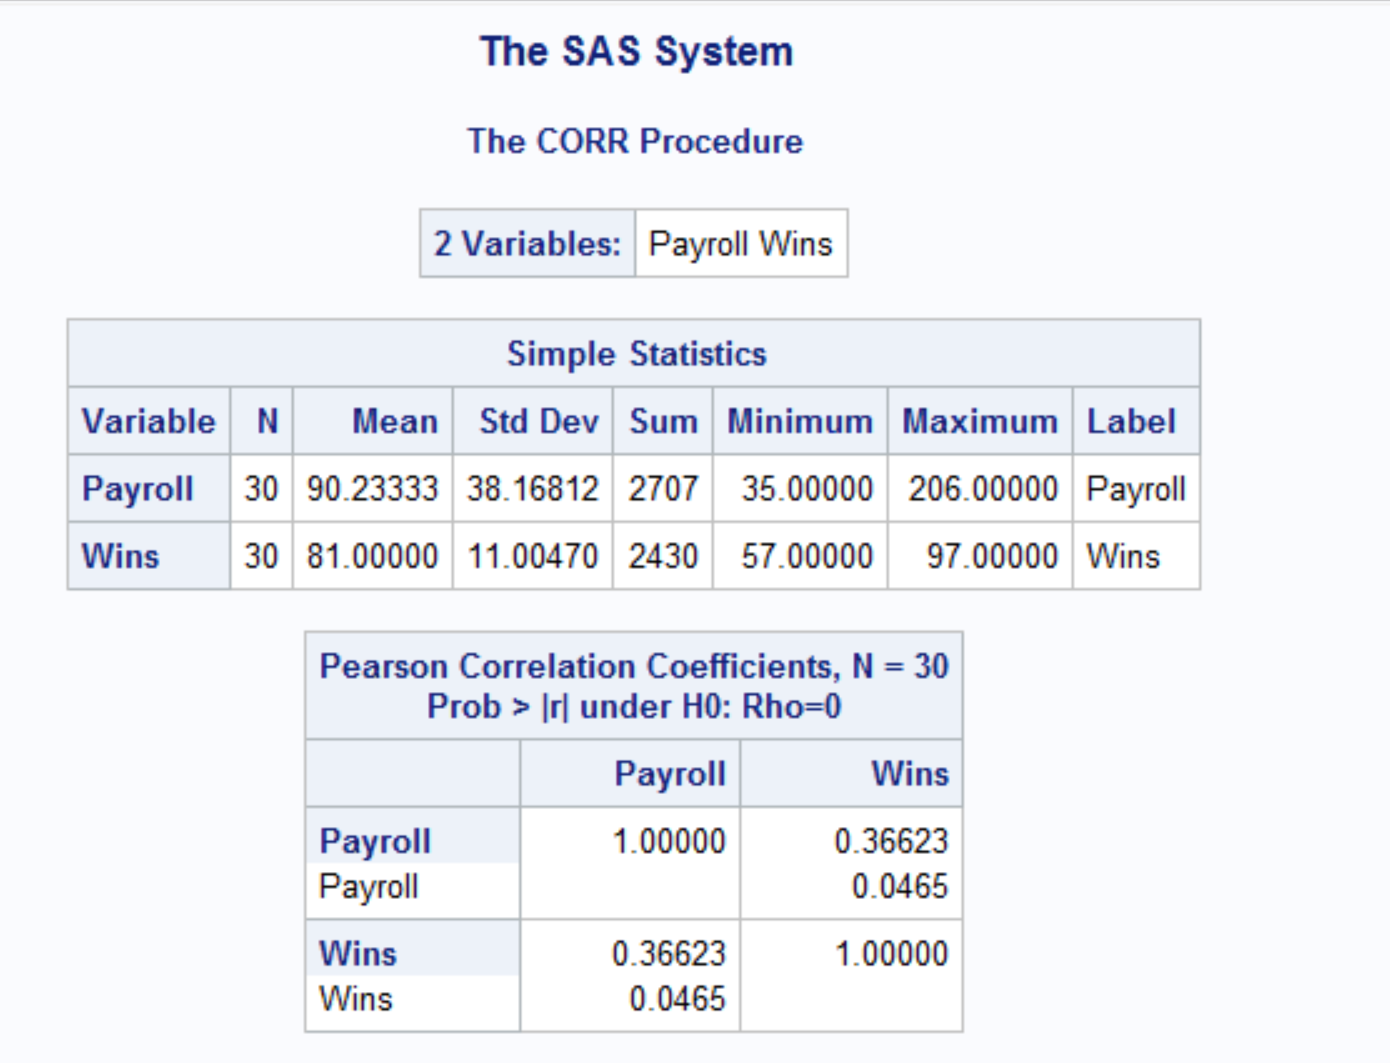 The SAS System
The CORR Procedure
2 Variables: Payroll Wins
Simple Statistics
Variable N Mean Std Dev Sum Minimum Maximum Label
Payroll 30 90.23333 38.16812 2707 35.00000 206.00000 Payroll
Wins 30 81.00000 11.00470 2430 57.00000 97.00000 Wins
Pearson Correlation Coefficients, N = 30
Prob > |r| under H0: Rho=0
Payroll Wins
Payroll 1.00000 0.36623
Payroll 0.0465
Wins 0.36623 1.00000
Wins 0.0465